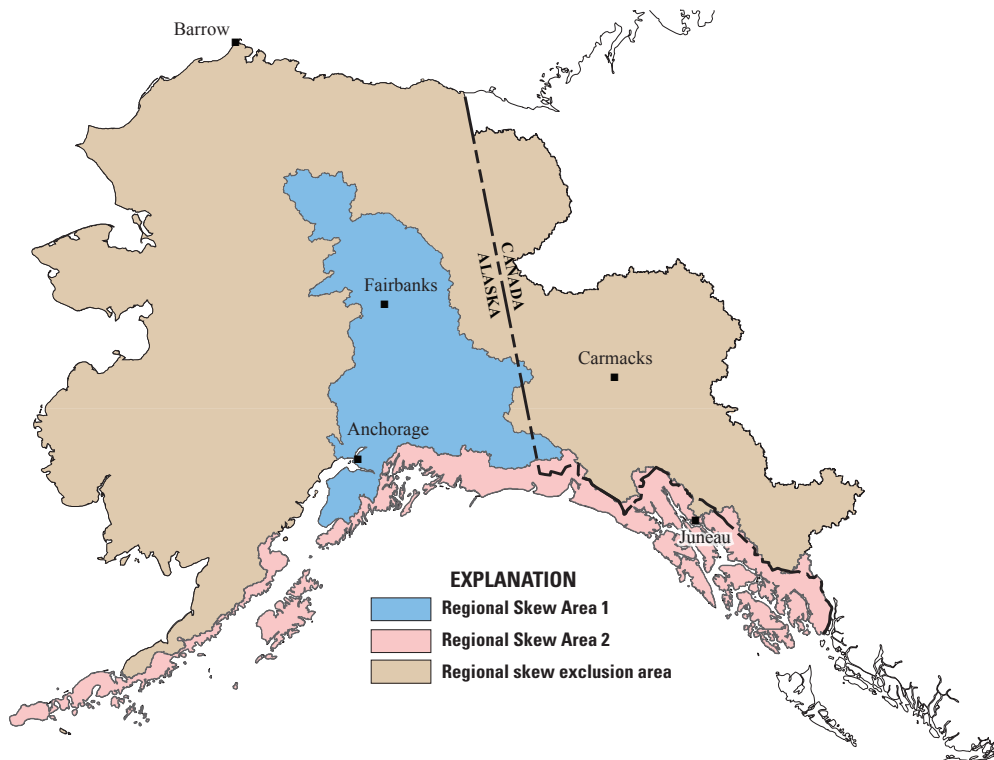 Barrow
CANADA
ALASKA
Fairbanks
Carmacks
Anchorage
Juneau
EXPLANATION
Regional Skew Area 1
Regional Skew Area 2
Regional skew exclusion area